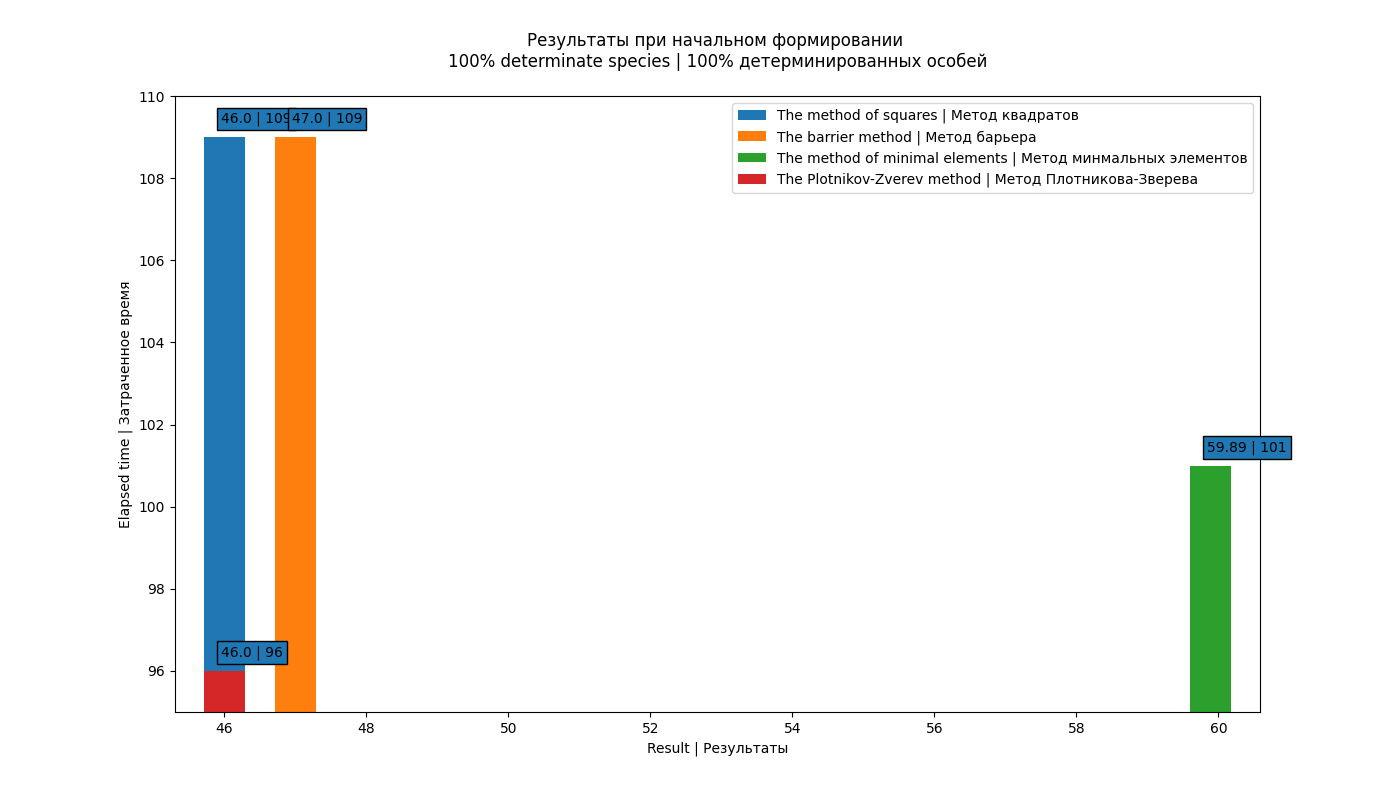 Результаты при начальном формировании
100% determinate species | 100% детерминированных особей
110
108
106
104
102
100
98
96
Elapsed time | Затраченное время
46.0 | 109
47.0 | 109
The method of squares | Метод квадратов
The barrier method | Метод барьера
The method of minimal elements | Метод минмальных элементов
The Plotnikov-Zverev method | Метод Плотникова-Зверева
59.89 | 101
46.0 | 96
46 48 50 52 54 56 58 60
Result | Результаты